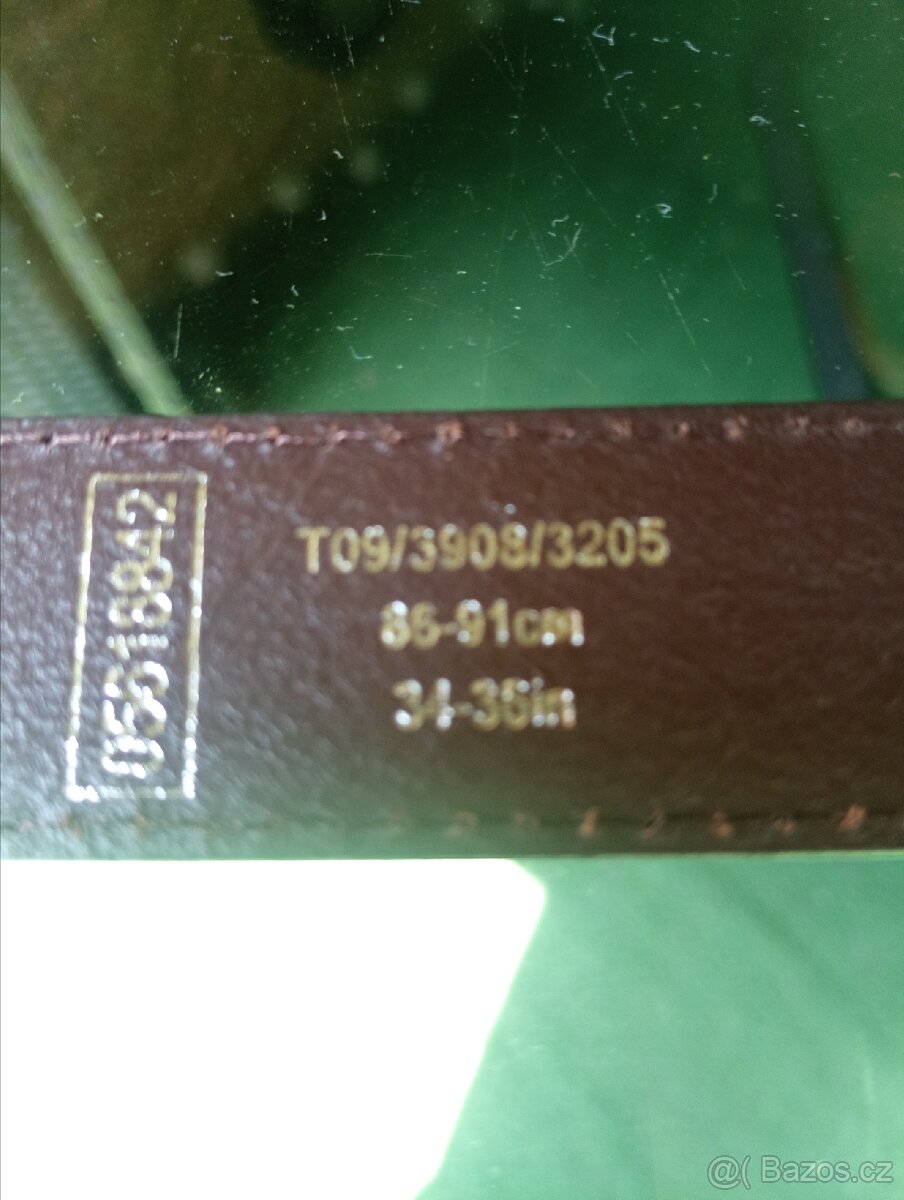 05518842
T09/3908/3205
86-91cm
34-36in
@( Bazos.cz